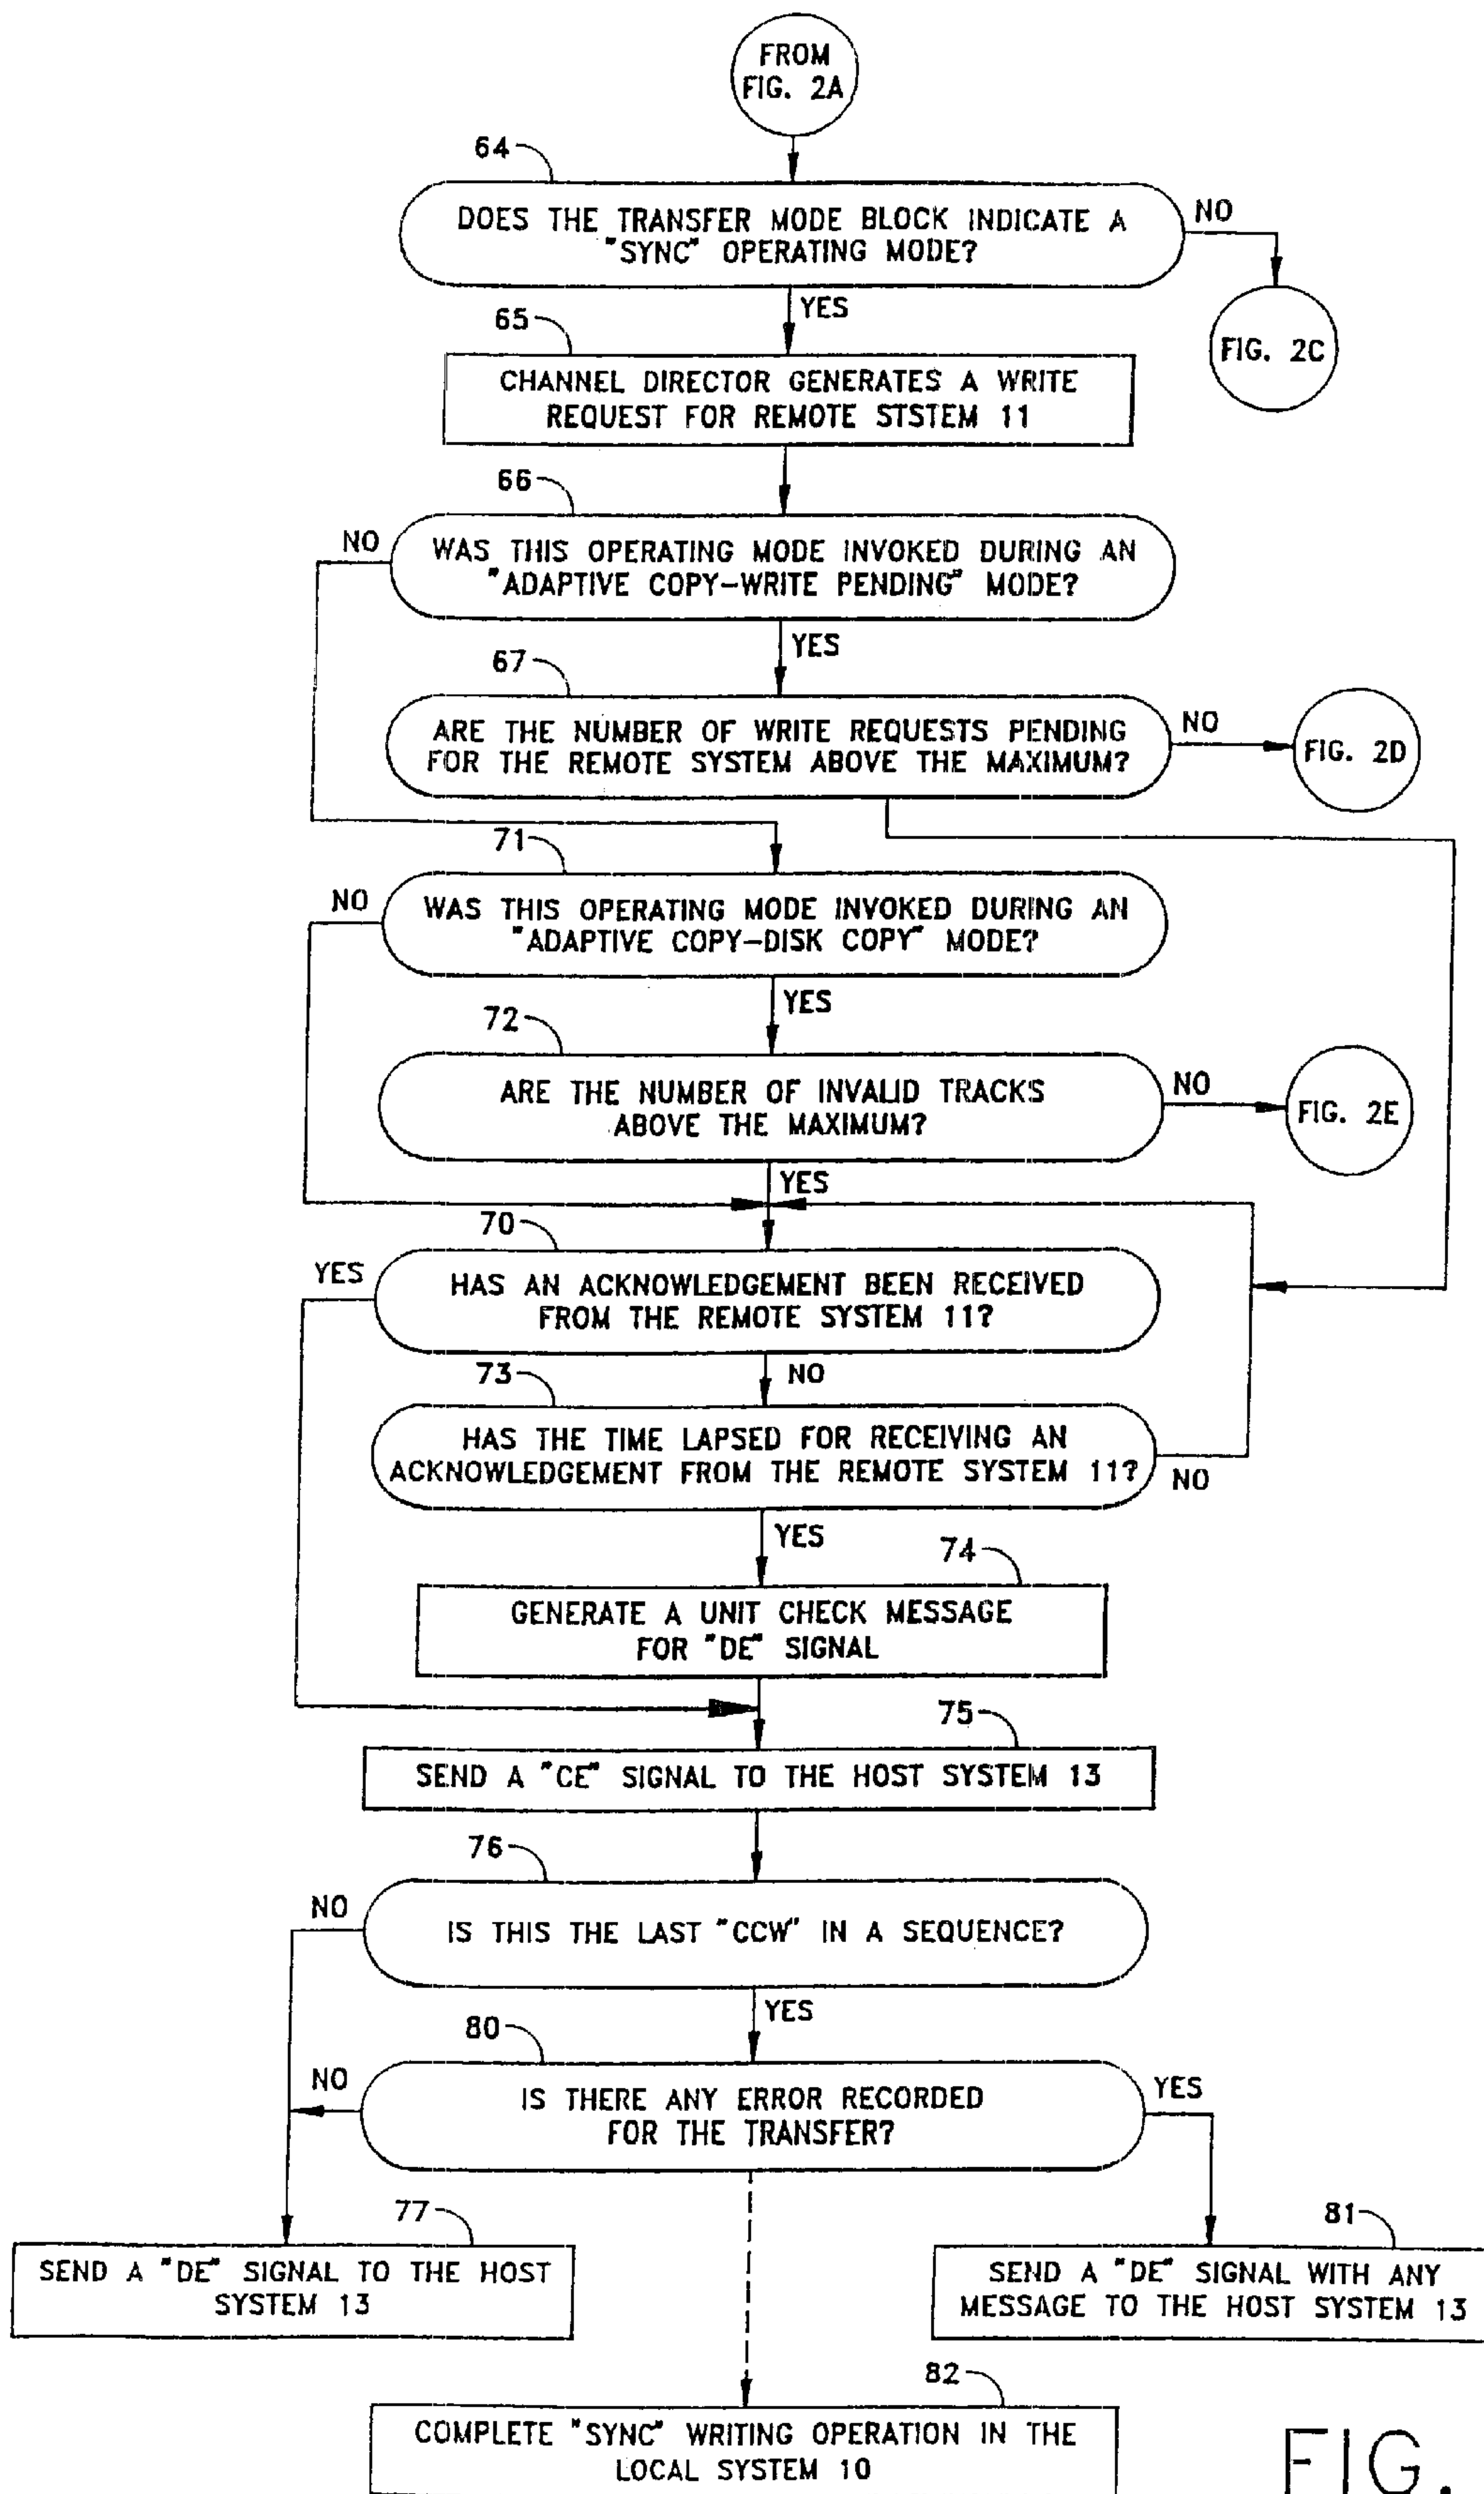 FROM
FIG. 2A
64
DOES THE TRANSFER MODE BLOCK INDICATE A
"SYNC" OPERATING MODE?
NO
FIG. 2C
YES
65
CHANNEL DIRECTOR GENERATES A WRITE
REQUEST FOR REMOTE STSTEM 11
66
NO
WAS THIS OPERATING MODE INVOKED DURING AN
"ADAPTIVE COPY-WRITE PENDING" MODE?
YES
67
ARE THE NUMBER OF WRITE REQUESTS PENDING
FOR THE REMOTE SYSTEM ABOVE THE MAXIMUM?
NO
FIG. 2D
71
NO
WAS THIS OPERATING MODE INVOKED DURING AN
"ADAPTIVE COPY-DISK COPY" MODE?
YES
72
ARE THE NUMBER OF INVALID TRACKS
ABOVE THE MAXIMUM?
NO
FIG. 2E
YES
70
YES
HAS AN ACKNOWLEDGEMENT BEEN RECEIVED
FROM THE REMOTE SYSTEM 11?
NO
73
HAS THE TIME LAPSED FOR RECEIVING AN
ACKNOWLEDGEMENT FROM THE REMOTE SYSTEM 11?
NO
YES
74
GENERATE A UNIT CHECK MESSAGE
FOR "DE" SIGNAL
75
SEND A "CE" SIGNAL TO THE HOST SYSTEM 13
76
NO
IS THIS THE LAST "CCW" IN A SEQUENCE?
YES
80
NO
IS THERE ANY ERROR RECORDED
FOR THE TRANSFER?
YES
77
SEND A "DE" SIGNAL TO THE HOST
SYSTEM 13
81
SEND A "DE" SIGNAL WITH ANY
MESSAGE TO THE HOST SYSTEM 13
82
COMPLETE "SYNC" WRITING OPERATION IN THE
LOCAL SYSTEM 10
FIG.